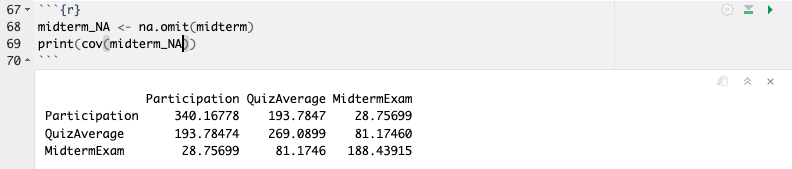 67 ```{r}
68 midterm_NA <- na.omit(midterm)
69 print(cov(midterm_NA))
70 ```
Participation QuizAverage MidtermExam
Participation 340.16778 193.7847 28.75699
QuizAverage 193.78474 269.0899 81.17460
MidtermExam 28.75699 81.1746 188.43915